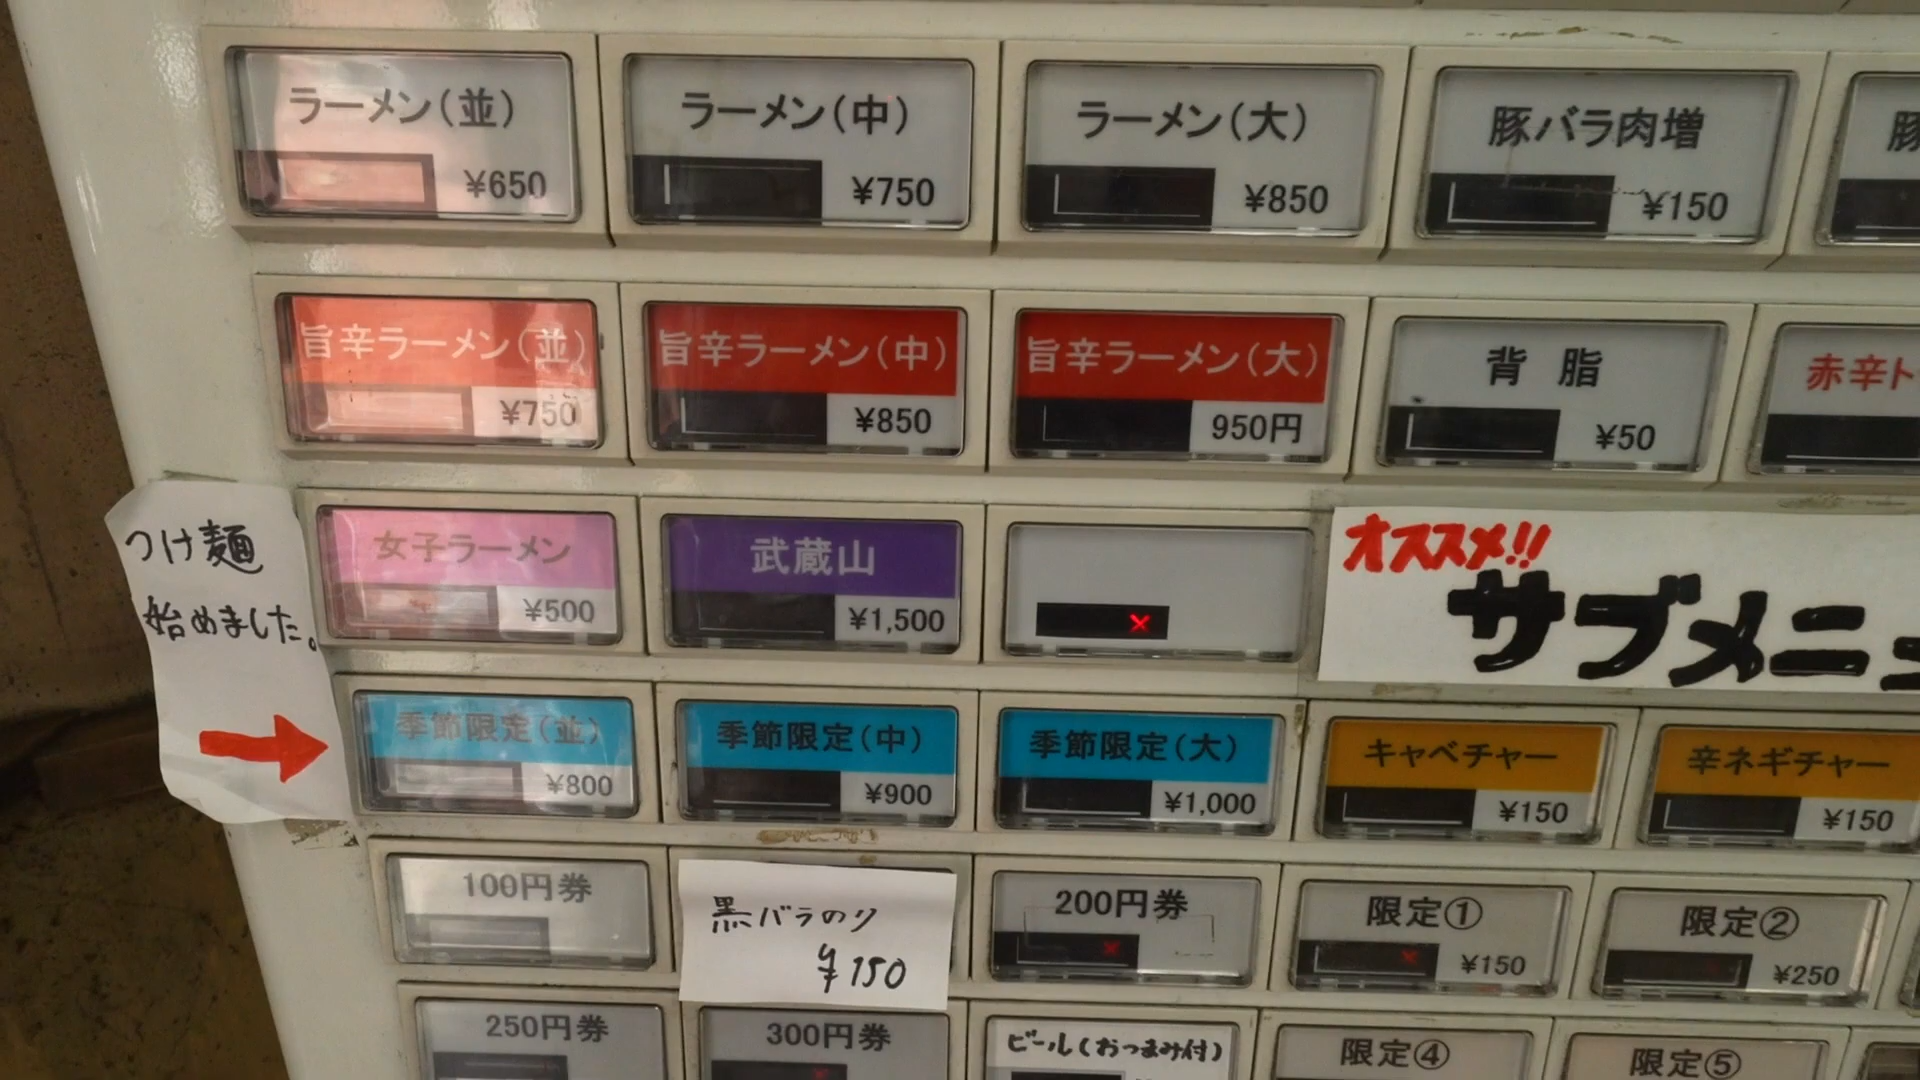 ラーメン(並)
¥650
ラーメン(中)
¥750
ラーメン(大)
¥850
豚バラ肉増
¥150
豚
旨辛ラーメン(並)
¥750
旨辛ラーメン(中)
¥850
旨辛ラーメン(大)
950円
背 脂
¥50
赤辛ト
つけ麺
始めました。
女子ラーメン
¥500
武蔵山
¥1,500
オススメ!!
サブメニュ
季節限定(並)
¥800
季節限定(中)
¥900
季節限定(大)
¥1,000
キャベチャー
¥150
辛ネギチャー
¥150
100円券
黒バラのり
¥150
200円券
限定①
¥150
限定②
¥250
250円券
300円券
ビール(おつまみ付)
限定④
限定⑤